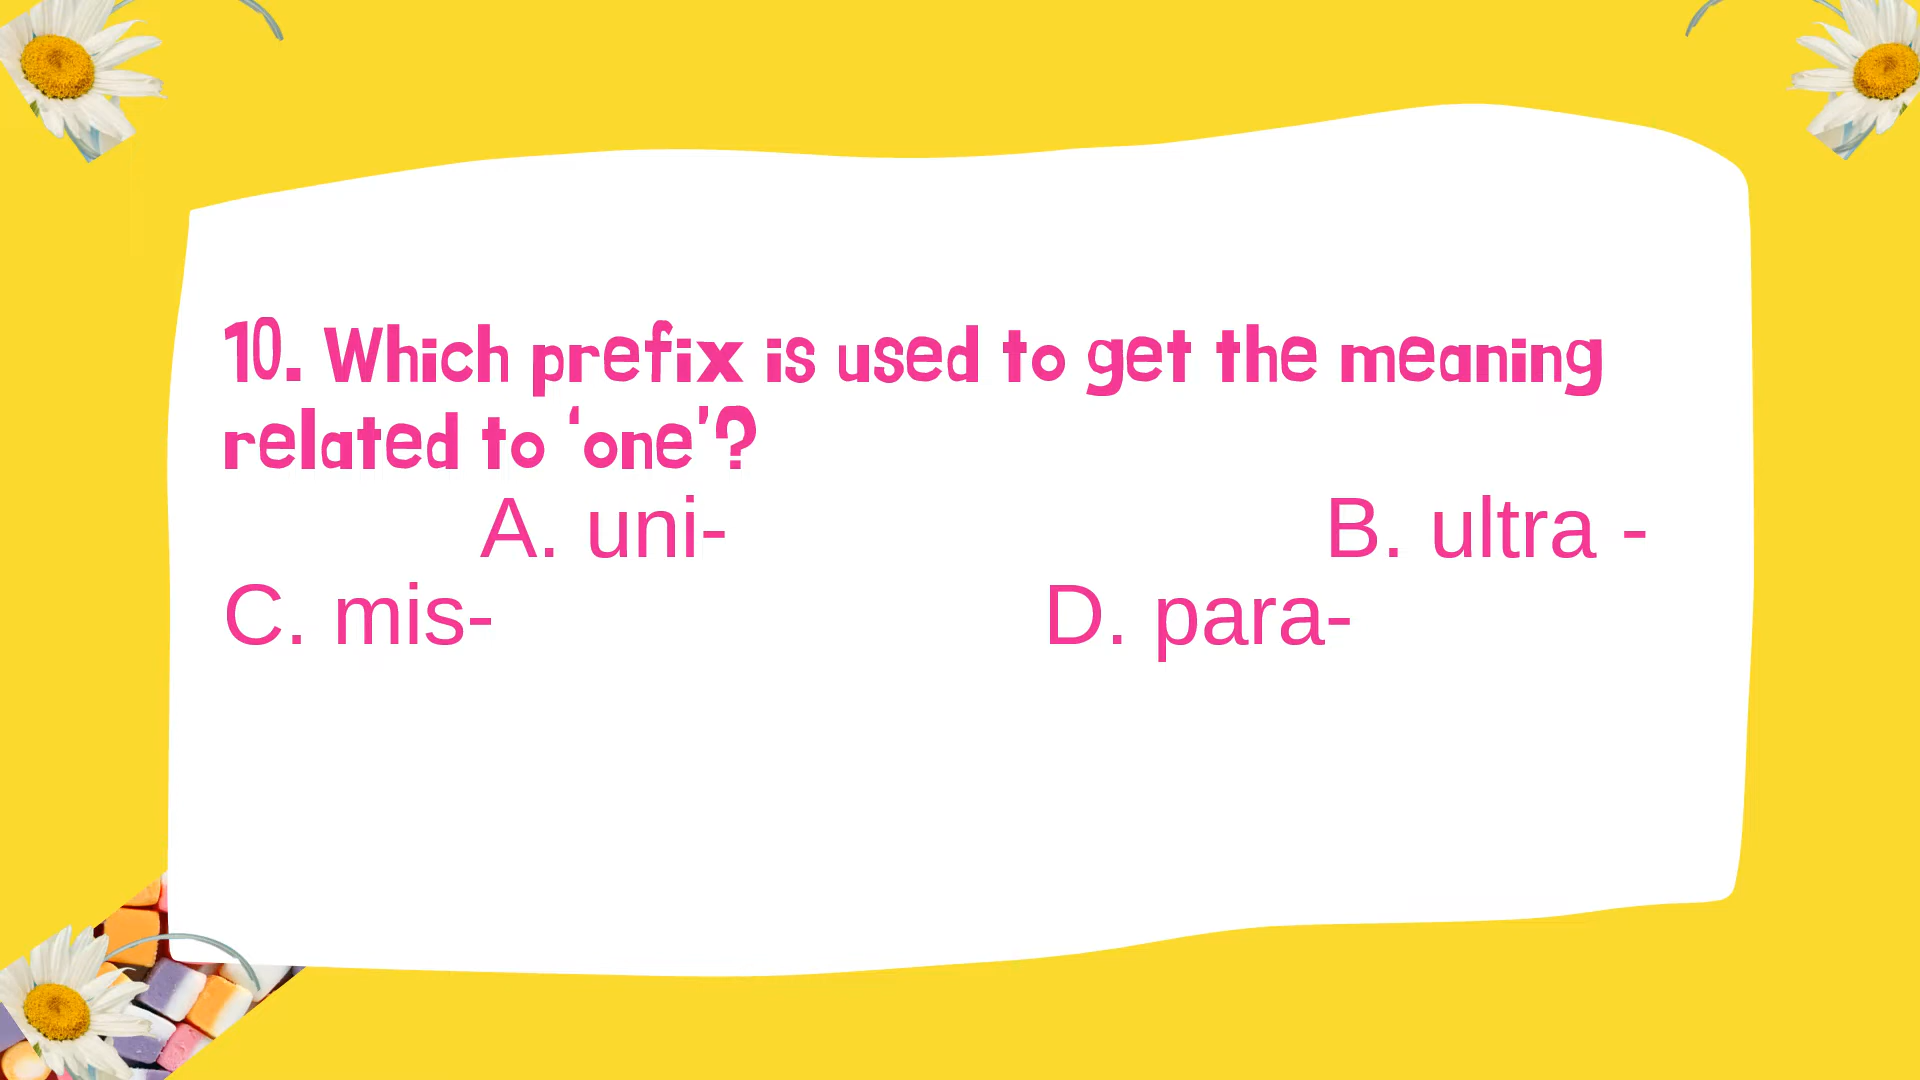 10. Which prefix is used to get the meaning
related to ‘one’?
A. uni- B. ultra -
C. mis- D. para-